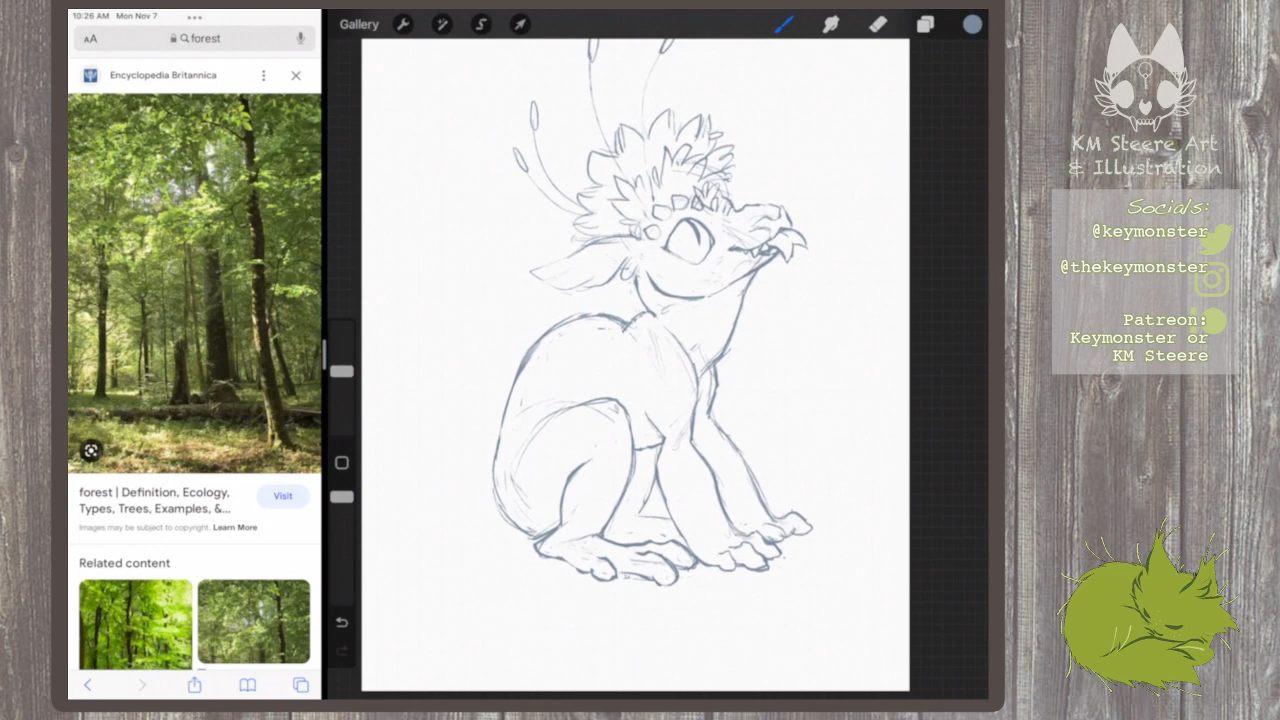 10:26 AM Mon Nov 7
AA
forest
Encyclopedia Britannica
forest | Definition, Ecology,
Types, Trees, Examples, &...
Visit
Images may be subject to copyright. Learn More
Related content
Gallery
KM Steere Art
& Illustration
Socials:
@keymonster
@thekeymonster
Patreon:
Keymonster or
KM Steere